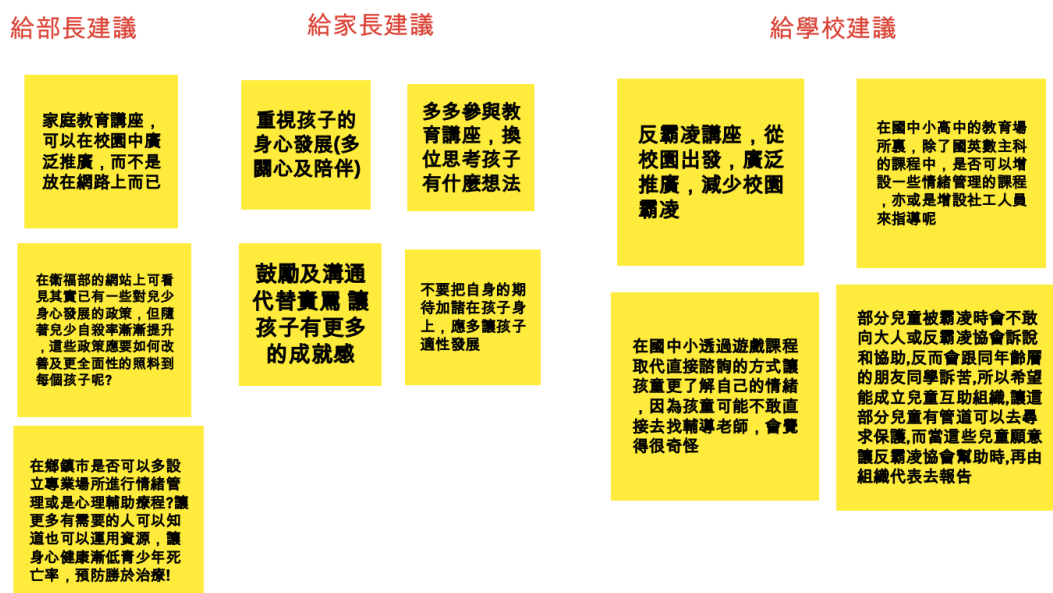 給部長建議
家庭教育講座，
可以在校園中廣
泛推廣，而不是
放在網路上而已
在衛福部的網站上可看
見其實已有一些對兒少
身心發展的政策，但隨
著兒少自殺率漸漸提升
，這些政策應要如何改
善及更全面性的照料到
每個孩子呢?
在鄉鎮市是否可以多設
立專業場所進行情緒管
理或是心理輔助療程?讓
更多有需要的人可以知
道也可以運用資源，讓
身心健康漸低青少年死
亡率，預防勝於治療!
給家長建議
重視孩子的
身心發展(多
關心及陪伴)
多多參與教
育講座，換
位思考孩子
有什麼想法
鼓勵及溝通
代替責罵 讓
孩子有更多
的成就感
不要把自身的期
待加諸在孩子身
上，應多讓孩子
適性發展
給學校建議
反霸凌講座，從
校園出發，廣泛
推廣，減少校園
霸凌
在國中小高中的教育場
所裏，除了國英數主科
的課程中，是否可以增
設一些情緒管理的課程
，亦或是增設社工人員
來指導呢
在國中小透過遊戲課程
取代直接諮詢的方式讓
孩童更了解自己的情緒
，因為孩童可能不敢直
接去找輔導老師，會覺
得很奇怪
部分兒童被霸凌時會不敢
向大人或反霸凌協會訴說
和協助,反而會跟同年齡層
的朋友同學訴苦,所以希望
能成立兒童互助組織,讓這
部分兒童有管道可以去尋
求保護,而當這些兒童願意
讓反霸凌協會幫助時,再由
組織代表去報告